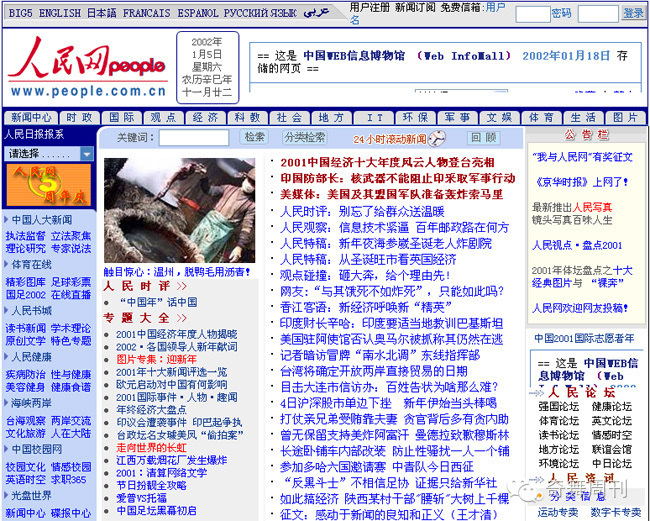 BIG5 ENGLISH 日本語 FRANCAIS ESPANOL РУССКИЙ ЯЗЫК عربي
用户注册 新闻订阅 免费信箱:用户名 密码 登录
人民网people
www.people.com.cn
2002年
1月5日
星期六
农历辛巳年
十一月廿二
== 这是 中国WEB信息博物馆 (Web InfoMall) 2002年01月18日 存储的网页 ==
新闻中心 时政 国际 观点 经济 科教 社会 地方 IT 环保 军事 文娱 体育 生活 图片
人民日报报系
请选择 ......
人民网5周年庆
中国人大新闻
执法监督 立法聚焦
理论研究 专家说法
体育在线
精彩图库 足球彩票
国足2002 在线直播
人民书城
读书新闻 学术理论
原创文学 特色专题
人民健康
疾病防治 性与健康
美容健身 健康食谱
海峡两岸
台海观察 两岸交流
文化旅游 人在大陆
中国校园网
校园文化 情感校园
英语时空 求职365
光盘世界
新闻中心 碟报中心
关键词: 检索 分类检索 24小时滚动新闻 回顾
触目惊心：温州，脱鸭毛用沥青！
人民时评 >>
“中国年”话中国
专题大全 >>
2001中国经济年度人物揭晓
2002·各国领导人新年献词
图片专集：迎新年
2001年十大新闻评选一览
欧元启动对中国有何影响
2001国际事件·人物·趣闻
年终经济大盘点
印议会遭袭事件 印巴起争执
台政坛名女璩美凤“偷拍案”
走向世界的长虹
江西万载烟花厂发生爆炸
2001：清算网络文学
节日扮靓全攻略
爱普VS托福
中国足坛黑幕初启
2001中国经济十大年度风云人物登台亮相
印国防部长：核武器不能阻止印采取军事行动
美媒体：美国及其盟国军队准备轰炸索马里
人民时评：别忘了给群众送温暖
人民观察：信息技术紧逼 百年邮政路在何方
人民特稿：新年夜海参崴圣诞老人炸剧院
人民特稿：从圣诞旺市看英国经济
观点碰撞：砸大奔，给个理由先！
网友:“与其饿死不如炸死”，只能如此吗?
香江客语：新经济呼唤新“精英”
印度财长辛哈：印度要适当地教训巴基斯坦
美国驻阿使馆否认奥马尔被抓称其仍然在逃
记者暗访冒牌“南水北调”东线指挥部
台湾将确定开放两岸直接贸易的日期
目击大连市信访办：百姓告状为啥那么难?
4日沪深股市单边下挫 新年伊始当头棒喝
打仗亲兄弟受贿靠夫妻 贪官背后多有贪内助
曾无保留支持美炸阿富汗 曼德拉致歉穆斯林
长途卧铺车内部改装 防止性骚扰一人一个铺
参加多哈六国邀请赛 中青队今日西征
“反黑斗士”不相信足协 证据只给新华社
如此搞经济 陕西某村干部“腰斩”大树上千棵
征文：感动于新闻的良知和正义（王才清）
公告栏
“我与人民网”有奖征文
《京华时报》上网了!
最新推出人民写真
镜头写真百味人生
人民视点·盘点2001
2001年体坛盘点之十大
经典图片与 “裸奔”
人民网欢迎网友投稿!
中国2001国际志愿者年
== 这是 中国WEB信
息博物馆 (Web
人民论坛
强国论坛 健康论坛
体育论坛 英文论坛
读书论坛 情感时空
地方论坛 联谊会馆
环境论坛 中日论坛
人民资讯
奇舞周刊
运动专卖 数字卡专卖